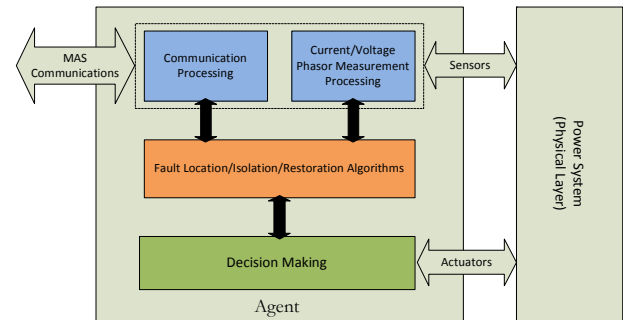 MAS
Communications
Communication
Processing
Current/Voltage
Phasor Measurement
Processing
Sensors
Fault Location/Isolation/Restoration Algorithms
Decision Making
Actuators
Agent
Power System
(Physical Layer)